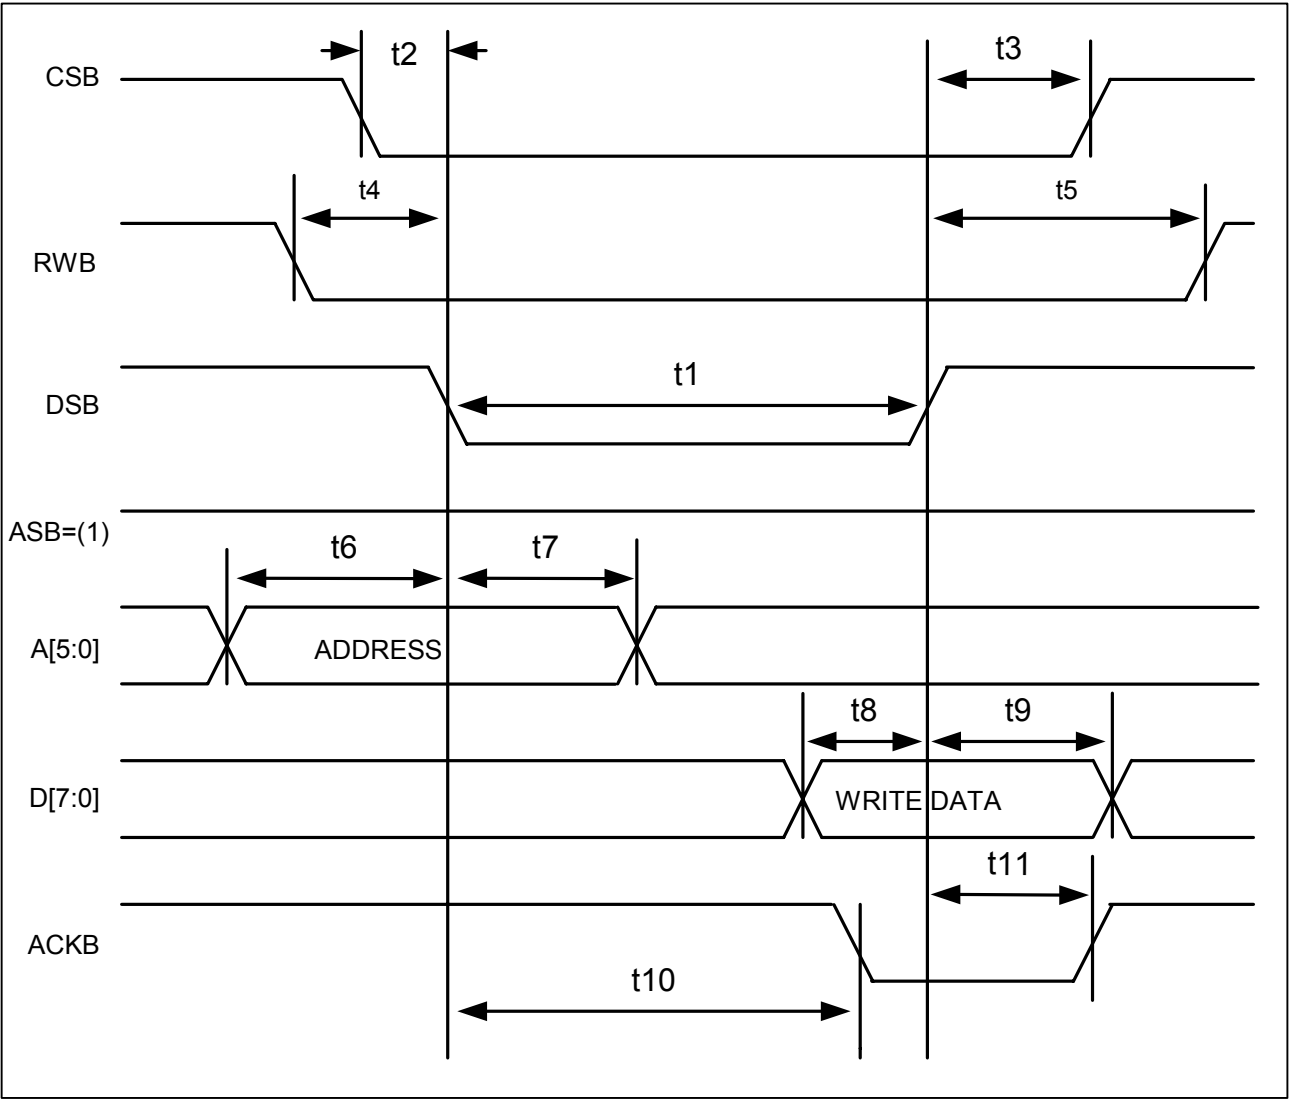 t2
t3
CSB
t4
t5
RWB
t1
DSB
ASB=(1)
t6
t7
A[5:0]
ADDRESS
t8
t9
D[7:0]
WRITE DATA
t11
ACKB
t10